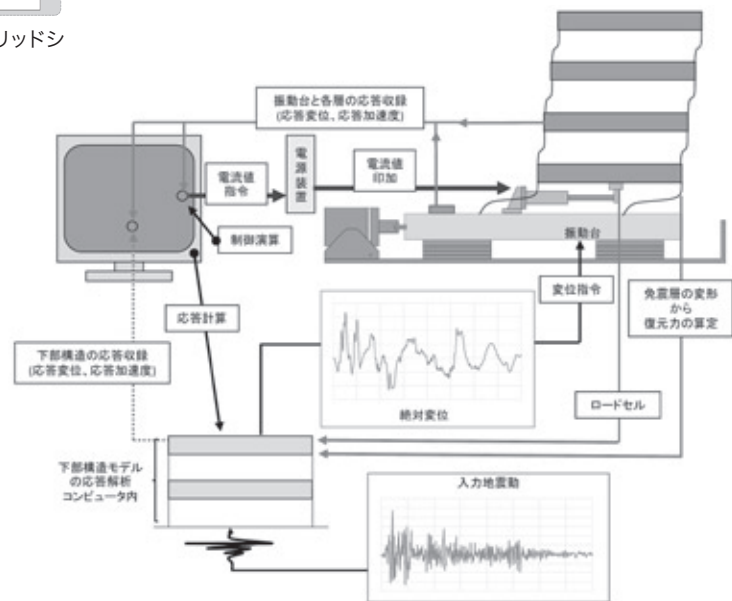 リッドシ
振動台と各層の応答収録
(応答変位、応答加速度)
電流値
指令
電源装置
電流値
印加
制御演算
振動台
応答計算
変位指令
免震層の変形
から
復元力の算定
下部構造の応答収録
(応答変位、応答加速度)
絶対変位
ロードセル
下部構造モデル
の応答解析
コンピュータ内
入力地震動